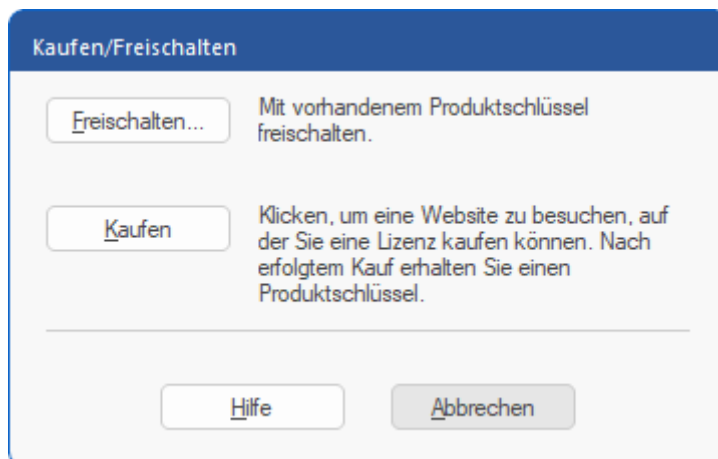 Kaufen/Freischalten
Freischalten...
Mit vorhandenem Produktschlüssel
freischalten.
Kaufen
Klicken, um eine Website zu besuchen, auf
der Sie eine Lizenz kaufen können. Nach
erfolgtem Kauf erhalten Sie einen
Produktschlüssel.
Hilfe
Abbrechen